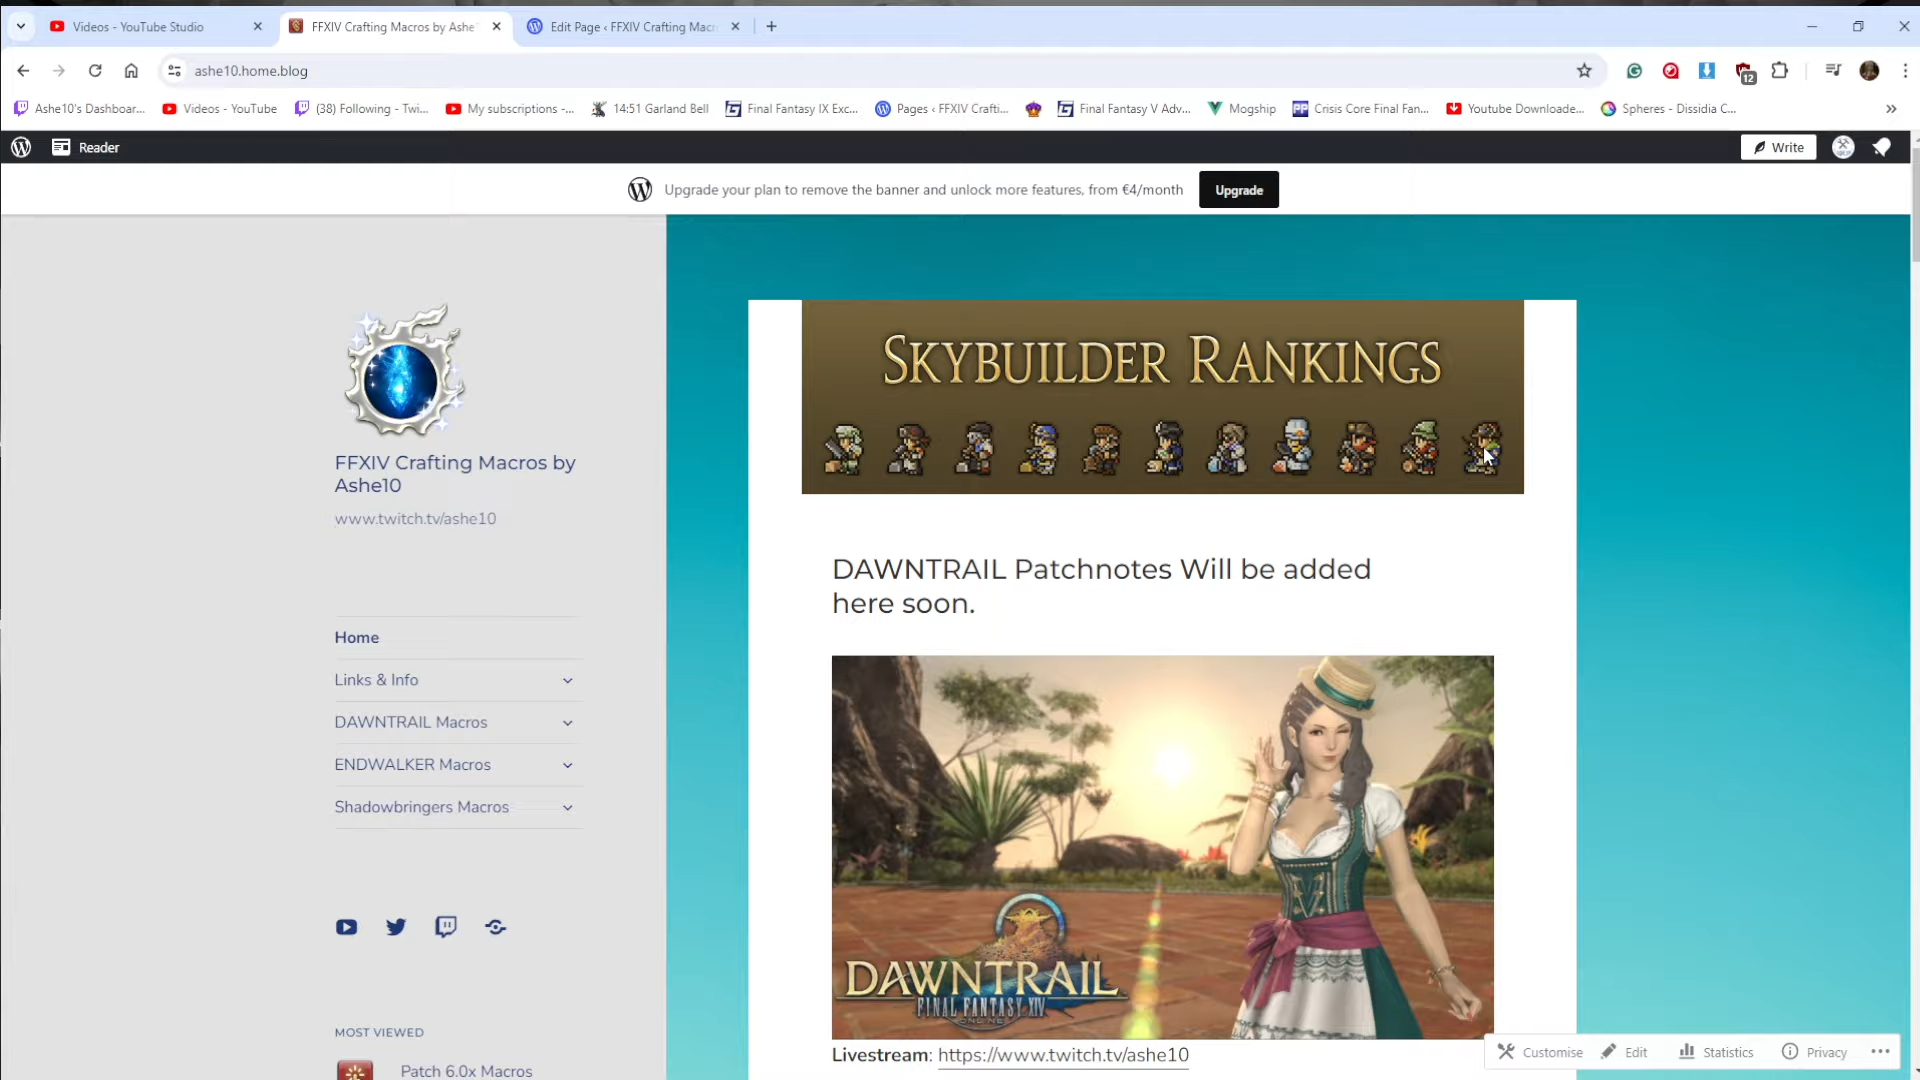 Videos - YouTube Studio
FFXIV Crafting Macros by Ashe
Edit Page ‹ FFXIV Crafting Mac
ashe10.home.blog
12
Ashe10's Dashboar...
Videos - YouTube
(38) Following - Twi...
My subscriptions -...
14:51 Garland Bell
Final Fantasy IX Exc...
Pages ‹ FFXIV Crafti...
Final Fantasy V Adv...
Mogship
Crisis Core Final Fan...
Youtube Downloade...
Spheres - Dissidia C...
Reader
Write
Upgrade your plan to remove the banner and unlock more features, from €4/month
Upgrade
FFXIV Crafting Macros by
Ashe10
www.twitch.tv/ashe10
Home
Links & Info
DAWNTRAIL Macros
ENDWALKER Macros
Shadowbringers Macros
MOST VIEWED
Patch 6.0x Macros
SKYBUILDER RANKINGS
DAWNTRAIL Patchnotes Will be added
here soon.
DAWNTRAIL
FINAL FANTASY XIV
ONLINE
Livestream: https://www.twitch.tv/ashe10
Customise
Edit
Statistics
Privacy